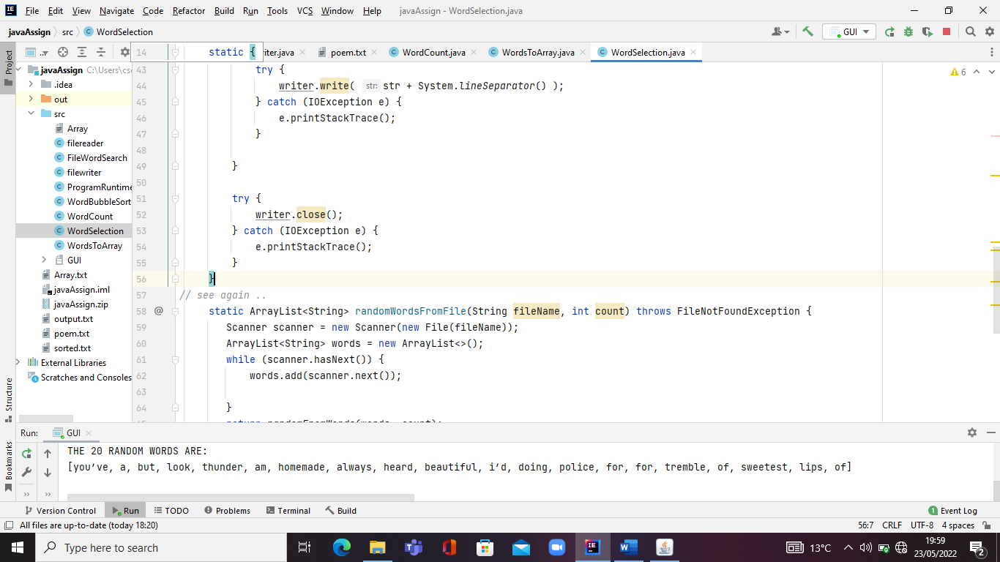 File Edit View Navigate Code Refactor Build Run Tools VCS Window Help javaAssign - WordSelection.java
javaAssign src WordSelection GUI
Project 14 static { iter.java poem.txt WordCount.java WordsToArray.java WordSelection.java
javaAssign C:\Users\cs
43 try { 6
.idea
44 writer.write( str: str + System.lineSeparator() );
out
45 } catch (IOException e) {
src
46 e.printStackTrace();
Array
47 }
filereader
48
FileWordSearch
49 }
filewriter
50
ProgramRuntime
51 try {
WordBubbleSort
52 writer.close();
WordCount
53 } catch (IOException e) {
WordSelection
54 e.printStackTrace();
WordsToArray
55 }
GUI
56 }
Array.txt
57 // see again ..
javaAssign.iml
58 @ static ArrayList<String> randomWordsFromFile(String fileName, int count) throws FileNotFoundException {
javaAssign.zip
59 Scanner scanner = new Scanner(new File(fileName));
output.txt
60 ArrayList<String> words = new ArrayList<>();
poem.txt
61 while (scanner.hasNext()) {
sorted.txt
62 words.add(scanner.next());
External Libraries
63
Scratches and Consoles
64 }
return randomFromWords(words, count);
Structure
Bookmarks
Run: GUI
THE 20 RANDOM WORDS ARE:
[you’ve, a, but, look, thunder, am, homemade, always, heard, beautiful, i’d, doing, police, for, for, tremble, of, sweetest, lips, of]
Version Control Run TODO Problems Terminal Build 1 Event Log
All files are up-to-date (today 18:20) 56:7 CRLF UTF-8 4 spaces
Type here to search 13°C 19:59
23/05/2022 2